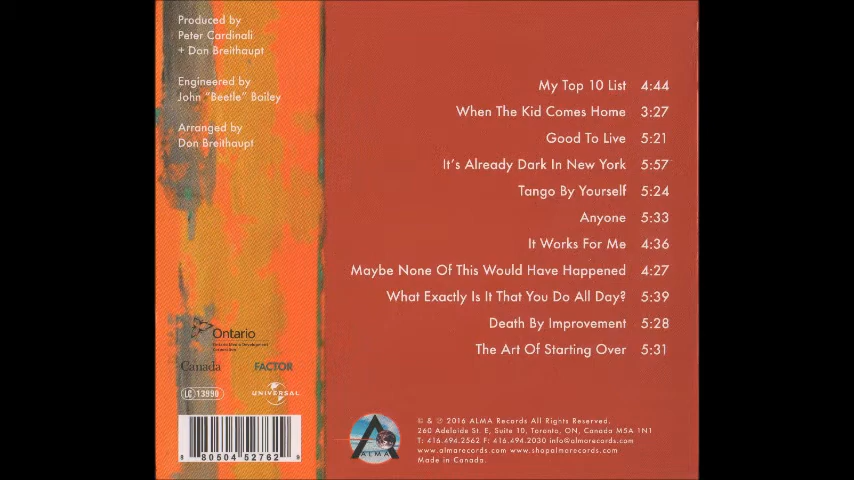 Produced by
Peter Cardinali
+ Don Breithaupt
Engineered by
John "Beetle" Bailey
Arranged by
Don Breithaupt
My Top 10 List 4:44
When The Kid Comes Home 3:27
Good To Live 5:21
It's Already Dark In New York 5:57
Tango By Yourself 5:24
Anyone 5:33
It Works For Me 4:36
Maybe None Of This Would Have Happened 4:27
What Exactly Is It That You Do All Day? 5:39
Death By Improvement 5:28
The Art Of Starting Over 5:31
Ontario
Canada FACTOR
LC 13990
UNIVERSAL
80504 52762
ALMA
© & ℗ 2016 ALMA Records All Rights Reserved.
260 Adelaide St. E, Suite 10, Toronto, ON, Canada M5A 1N1
T: 416.494.2562 F: 416.494.2030 info@almarecords.com
www.almarecords.com www.shopalmarecords.com
Made in Canada.